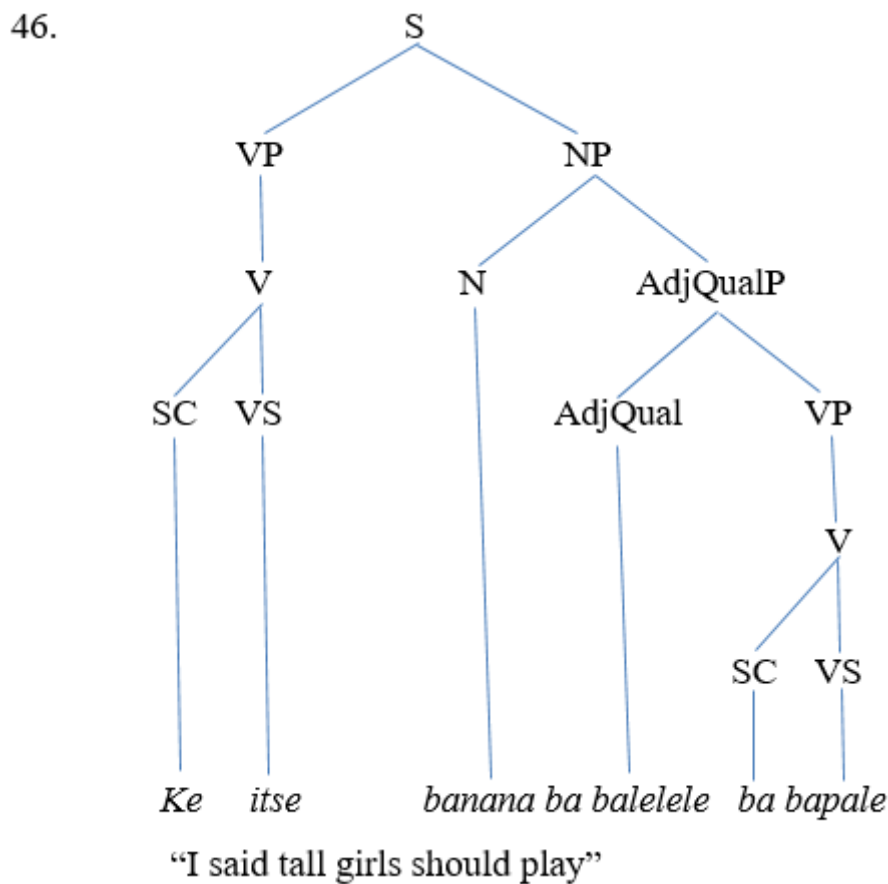 46.
S
VP NP
V N AdjQualP
SC VS AdjQual VP
V
SC VS
Ke itse banana ba balelele ba bapale
“I said tall girls should play”